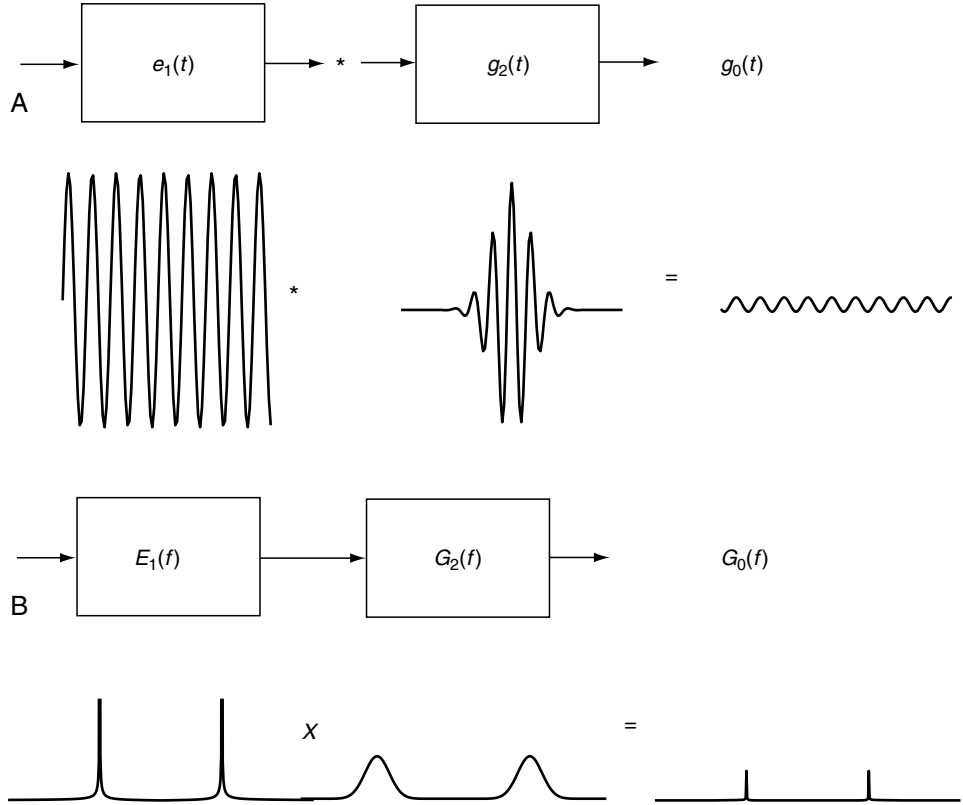 e₁(t) * g₂(t) g₀(t)
A
* =
E₁(f) G₂(f) G₀(f)
B
X =